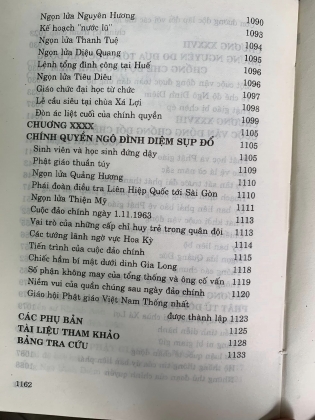 Ngọn lửa Nguyên Hương 1090
Kế hoạch "nước lũ" 1093
Ngọn lửa Thanh Tuệ 1094
Ngọn lửa Diệu Quang 1095
Lệnh tổng đình công tại Huế 1096
Ngọn lửa Tiêu Diêu 1096
Giáo chức đại học từ chức 1096
Lễ cầu siêu tại chùa Xá Lợi 1098
Đòn ác liệt cuối của chính quyền 1099
CHƯƠNG XXXX 1105
CHÍNH QUYỀN NGÔ ĐÌNH DIỆM SỤP ĐỔ 1105
Sinh viên và học sinh đứng dậy 1105
Phật giáo thuần túy 1109
Ngọn lửa Quảng Hương 1110
Phái đoàn điều tra Liên Hiệp Quốc tới Sài Gòn 1110
Ngọn lửa Thiện Mỹ 1111
Cuộc đảo chính ngày 1.11.1963 1113
Vai trò của những cấp chỉ huy trẻ trong quân đội 1113
Các tướng lãnh ngờ vực Hoa Kỳ 1114
Tiến trình của cuộc đảo chính 1115
Chiếc hầm bí mật dưới dinh Gia Long 1118
Số phận không may của tổng thống và ông cố vấn 1119
Niềm vui của quần chúng sau ngày đảo chính 1120
Giáo hội Phật giáo Việt Nam Thống nhất
được thành lập 1123
CÁC PHỤ BẢN 1125
TÀI LIỆU THAM KHẢO 1128
BẢNG TRA CỨU 1133
1162